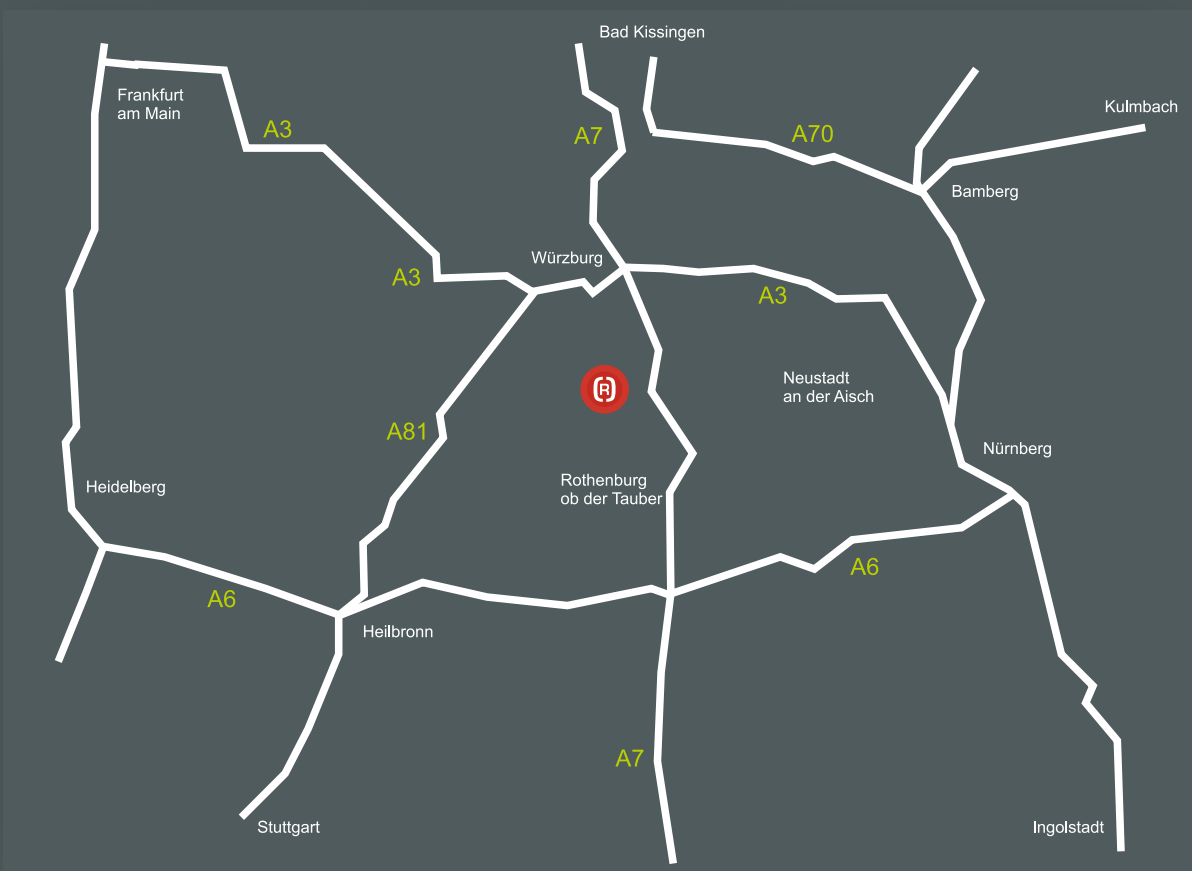 Bad Kissingen
Frankfurt
am Main
Kulmbach
A3
A7
A70
Bamberg
Würzburg
A3
A3
R
Neustadt
an der Aisch
A81
Nürnberg
Heidelberg
Rothenburg
ob der Tauber
A6
A6
Heilbronn
A7
Stuttgart
Ingolstadt